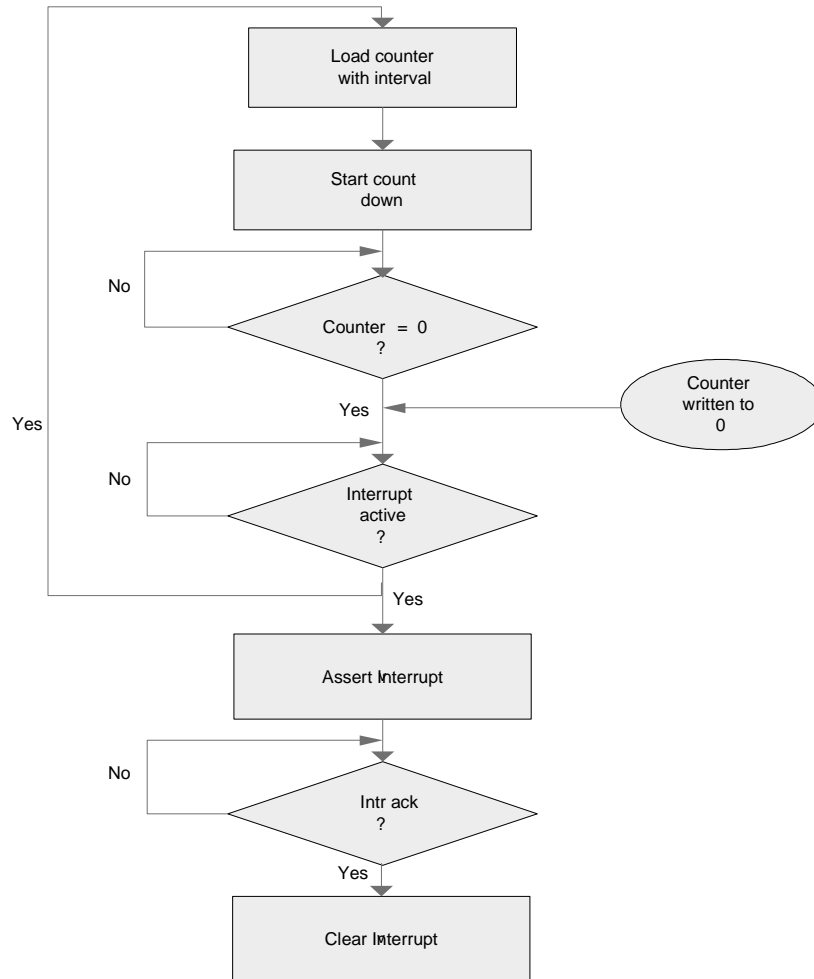 Load counter
with interval
Start count
down
No
Counter = 0
?
Counter
written to
0
Yes
Yes
No
Interrupt
active
?
Yes
Assert Interrupt
No
Intr ack
?
Yes
Clear Interrupt